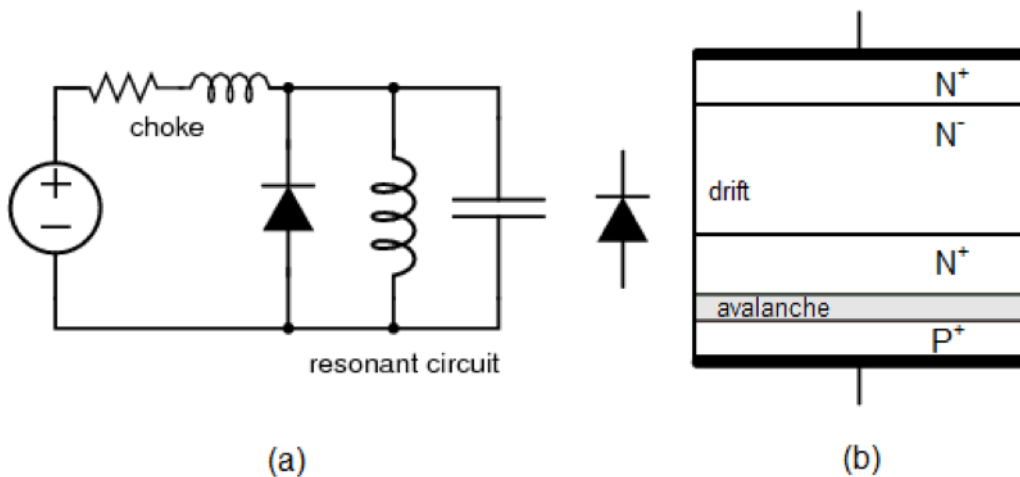 choke
+
−
resonant circuit
(a)
N⁺
N⁻
drift
N⁺
avalanche
P⁺
(b)